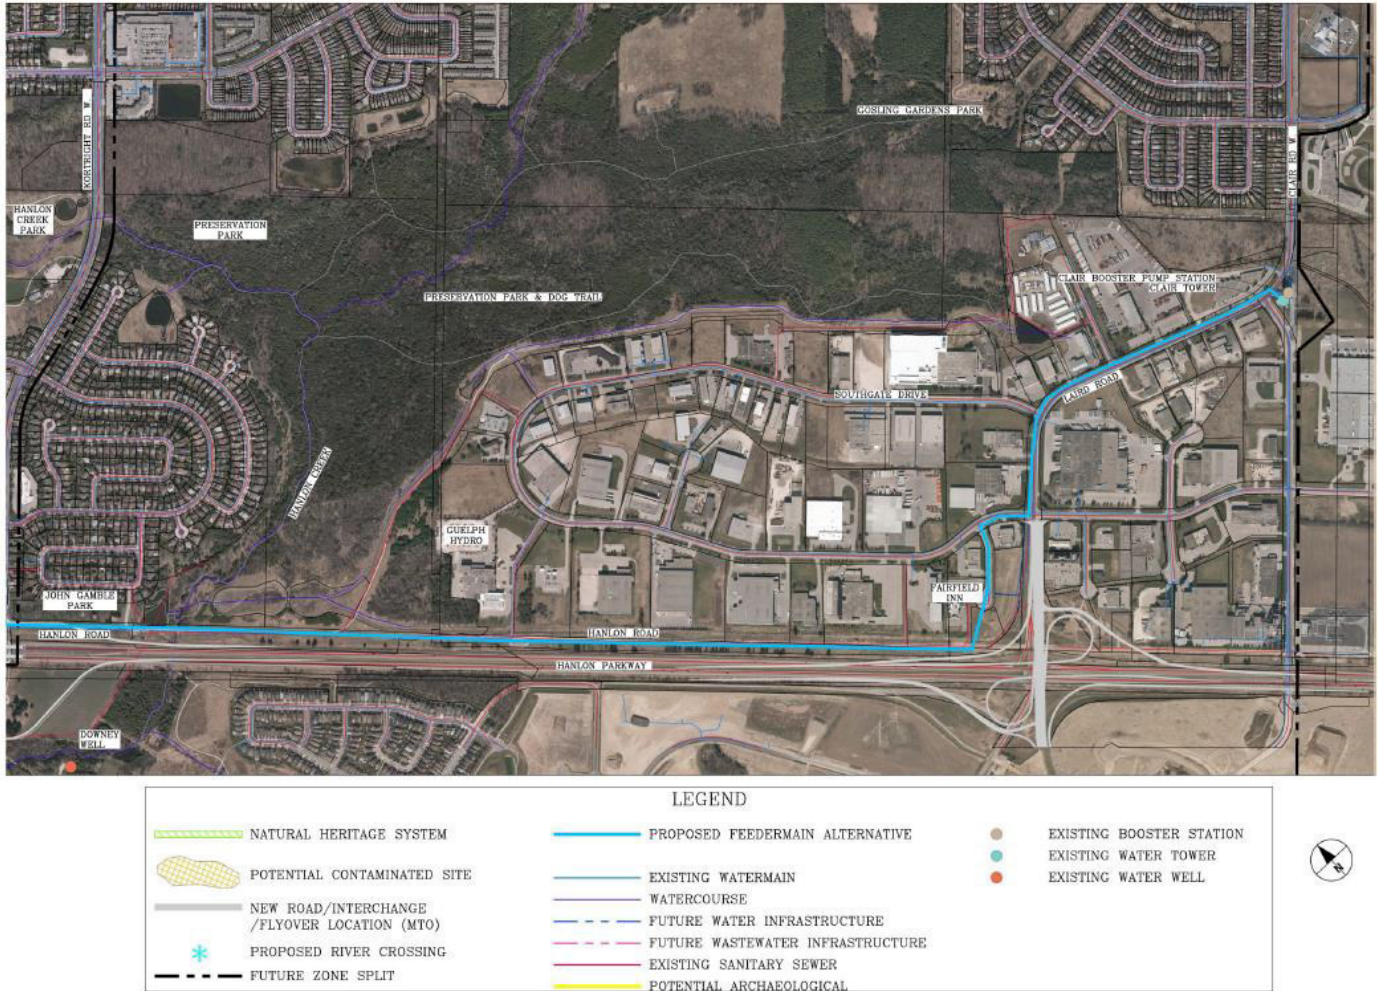 KORTRIGHT RD W
GOSLING GARDENS PARK
CLAIR RD W
HANLON
CREEK
PARK
PRESERVATION
PARK
PRESERVATION PARK & DOG TRAIL
CLAIR BOOSTER PUMP STATION
CLAIR TOWER
LAIRD ROAD
SOUTHGATE DRIVE
HANLON CREEK
GUELPH
HYDRO
FAIRFIELD
INN
JOHN GAMBLE
PARK
HANLON ROAD
HANLON ROAD
HANLON PARKWAY
DOWNEY
WELL
LEGEND
NATURAL HERITAGE SYSTEM
POTENTIAL CONTAMINATED SITE
NEW ROAD/INTERCHANGE
/FLYOVER LOCATION (MTO)
PROPOSED RIVER CROSSING
FUTURE ZONE SPLIT
PROPOSED FEEDERMAIN ALTERNATIVE
EXISTING WATERMAIN
WATERCOURSE
FUTURE WATER INFRASTRUCTURE
FUTURE WASTEWATER INFRASTRUCTURE
EXISTING SANITARY SEWER
POTENTIAL ARCHAEOLOGICAL
EXISTING BOOSTER STATION
EXISTING WATER TOWER
EXISTING WATER WELL
N